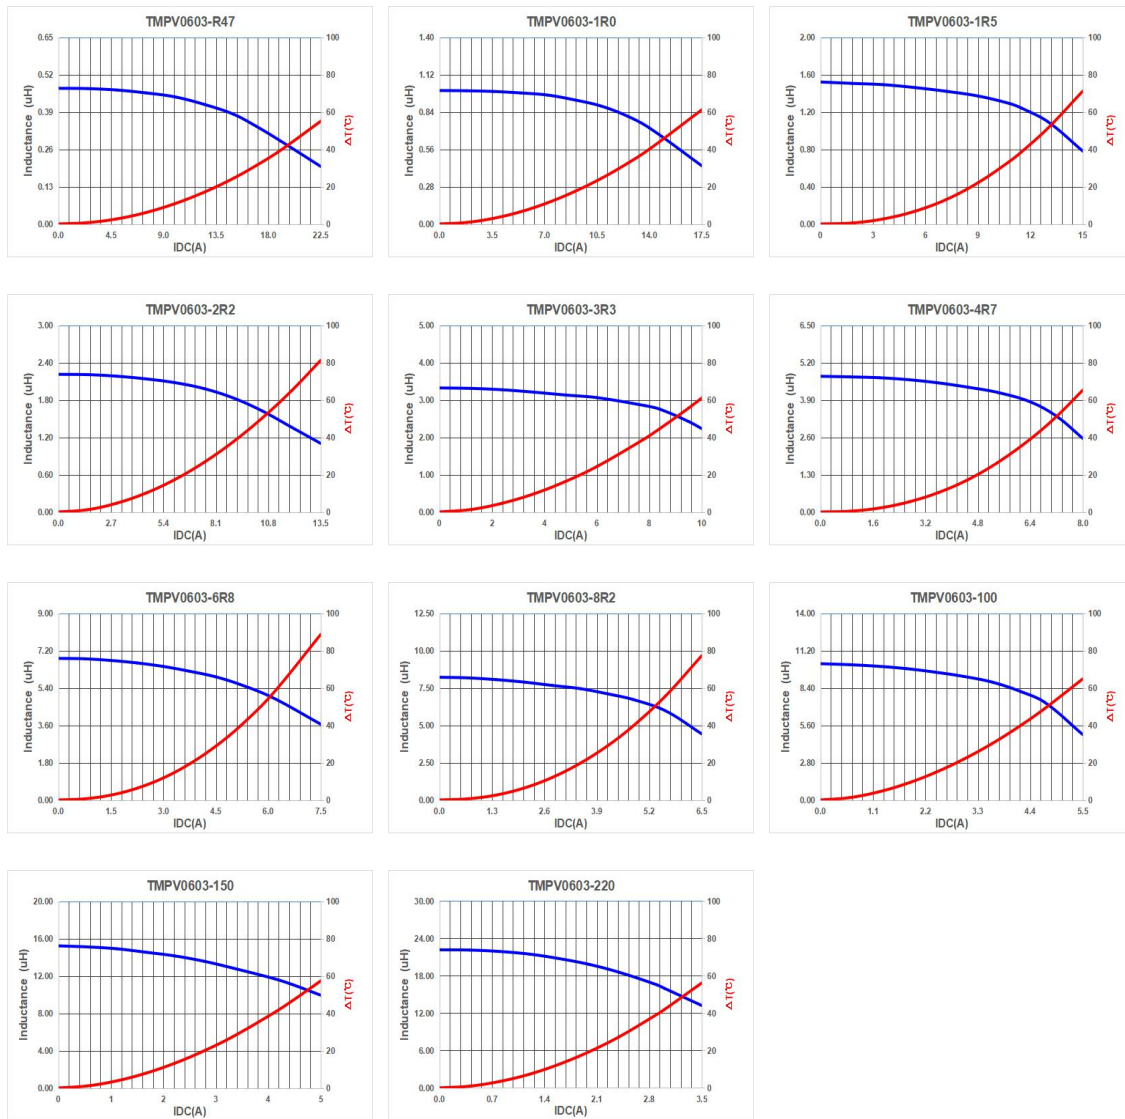 TMPV0603-R47
0.65
0.52
0.39
0.26
0.13
0.00
100
80
60
40
20
0
0.0 4.5 9.0 13.5 18.0 22.5
IDC(A)
Inductance (uH)
ΔT(℃)
TMPV0603-1R0
1.40
1.12
0.84
0.56
0.28
0.00
100
80
60
40
20
0
0.0 3.5 7.0 10.5 14.0 17.5
IDC(A)
Inductance (uH)
ΔT(℃)
TMPV0603-1R5
2.00
1.60
1.20
0.80
0.40
0.00
100
80
60
40
20
0
0 3 6 9 12 15
IDC(A)
Inductance (uH)
ΔT(℃)
TMPV0603-2R2
3.00
2.40
1.80
1.20
0.60
0.00
100
80
60
40
20
0
0.0 2.7 5.4 8.1 10.8 13.5
IDC(A)
Inductance (uH)
ΔT(℃)
TMPV0603-3R3
5.00
4.00
3.00
2.00
1.00
0.00
100
80
60
40
20
0
0 2 4 6 8 10
IDC(A)
Inductance (uH)
ΔT(℃)
TMPV0603-4R7
6.50
5.20
3.90
2.60
1.30
0.00
100
80
60
40
20
0
0.0 1.6 3.2 4.8 6.4 8.0
IDC(A)
Inductance (uH)
ΔT(℃)
TMPV0603-6R8
9.00
7.20
5.40
3.60
1.80
0.00
100
80
60
40
20
0
0.0 1.5 3.0 4.5 6.0 7.5
IDC(A)
Inductance (uH)
ΔT(℃)
TMPV0603-8R2
12.50
10.00
7.50
5.00
2.50
0.00
100
80
60
40
20
0
0.0 1.3 2.6 3.9 5.2 6.5
IDC(A)
Inductance (uH)
ΔT(℃)
TMPV0603-100
14.00
11.20
8.40
5.60
2.80
0.00
100
80
60
40
20
0
0.0 1.1 2.2 3.3 4.4 5.5
IDC(A)
Inductance (uH)
ΔT(℃)
TMPV0603-150
20.00
16.00
12.00
8.00
4.00
0.00
100
80
60
40
20
0
0 1 2 3 4 5
IDC(A)
Inductance (uH)
ΔT(℃)
TMPV0603-220
30.00
24.00
18.00
12.00
6.00
0.00
100
80
60
40
20
0
0.0 0.7 1.4 2.1 2.8 3.5
IDC(A)
Inductance (uH)
ΔT(℃)